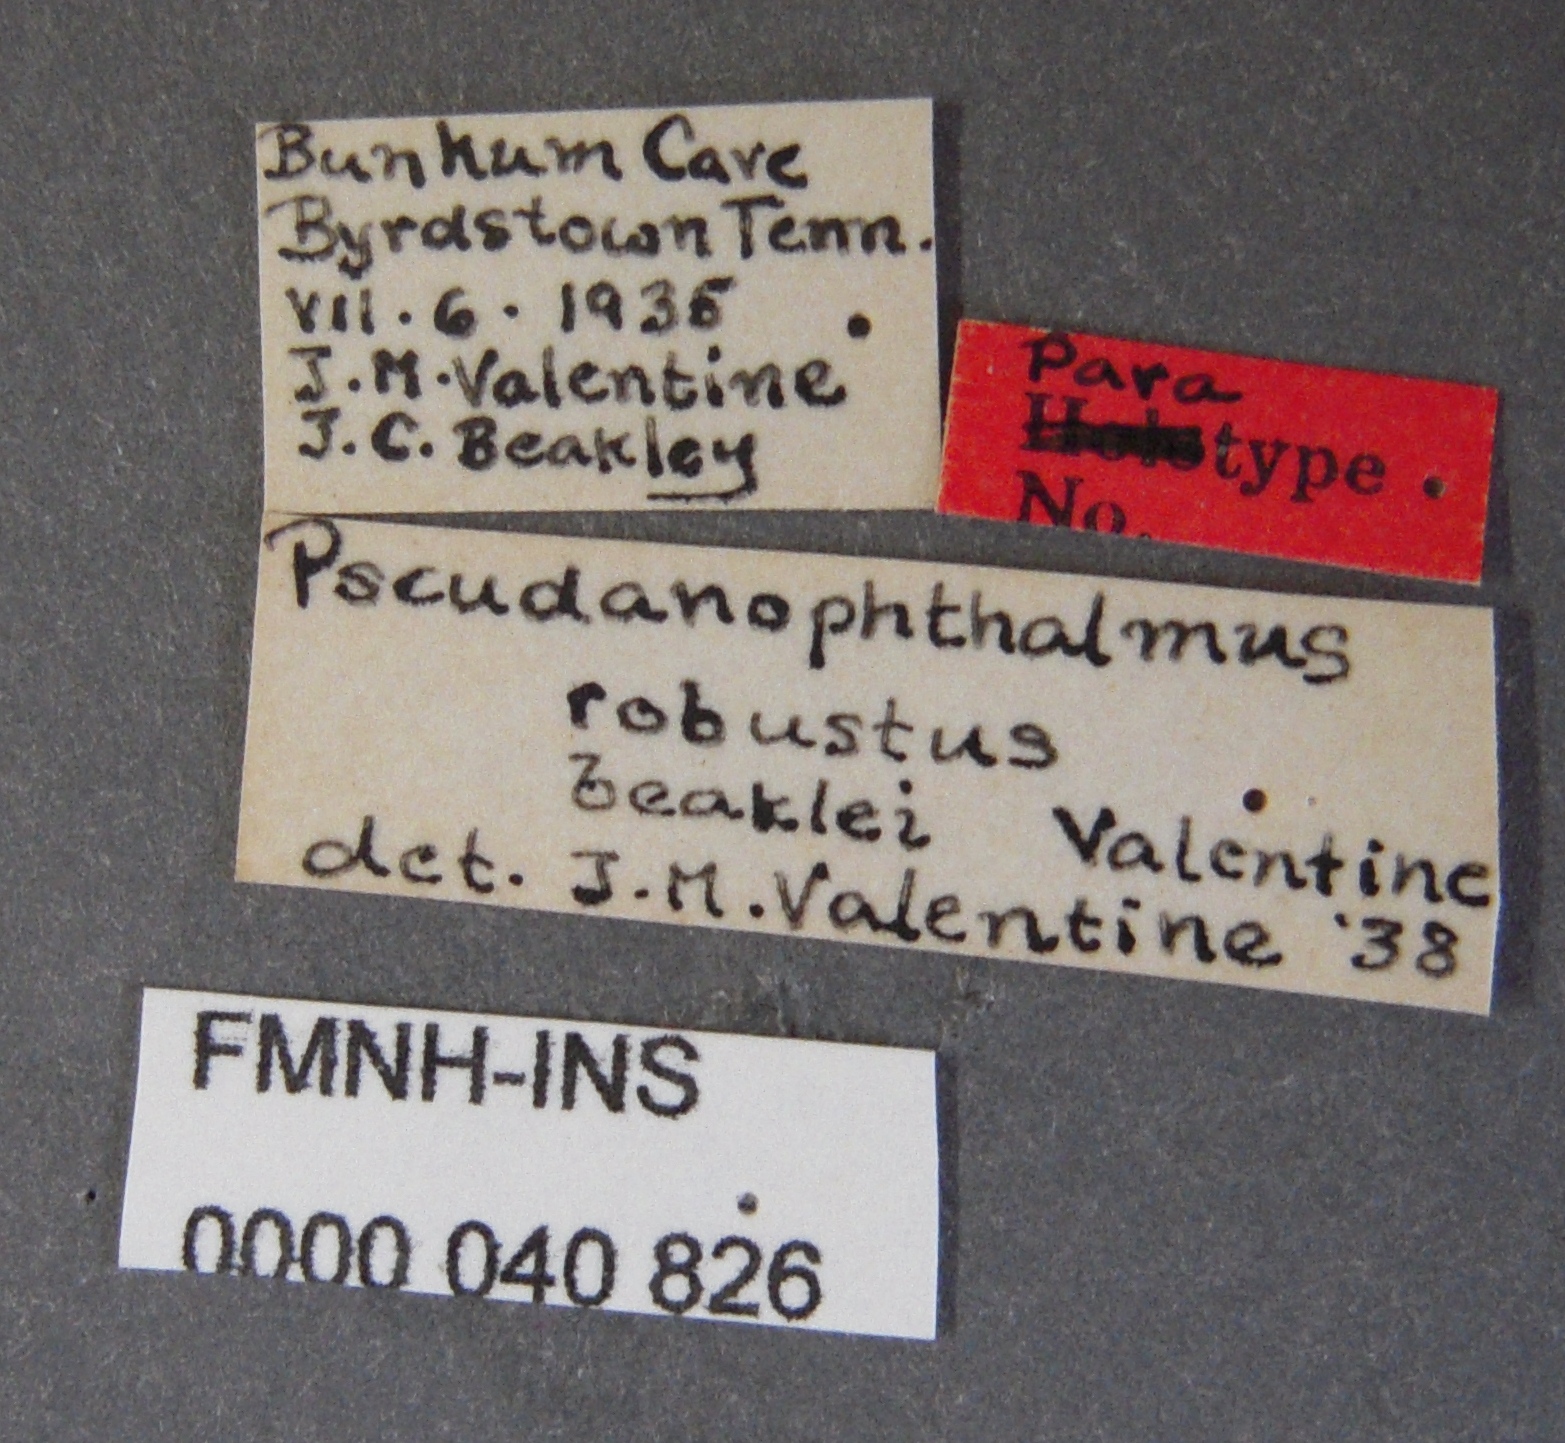 Bunkum Cave
Byrdstown Tenn.
VII. 6. 1935
J. M. Valentine
J. C. Beakley
Para
Holotype
No.
Pseudanophthalmus
robustus
beaklei Valentine
det. J. M. Valentine '38
FMNH-INS
0000 040 826